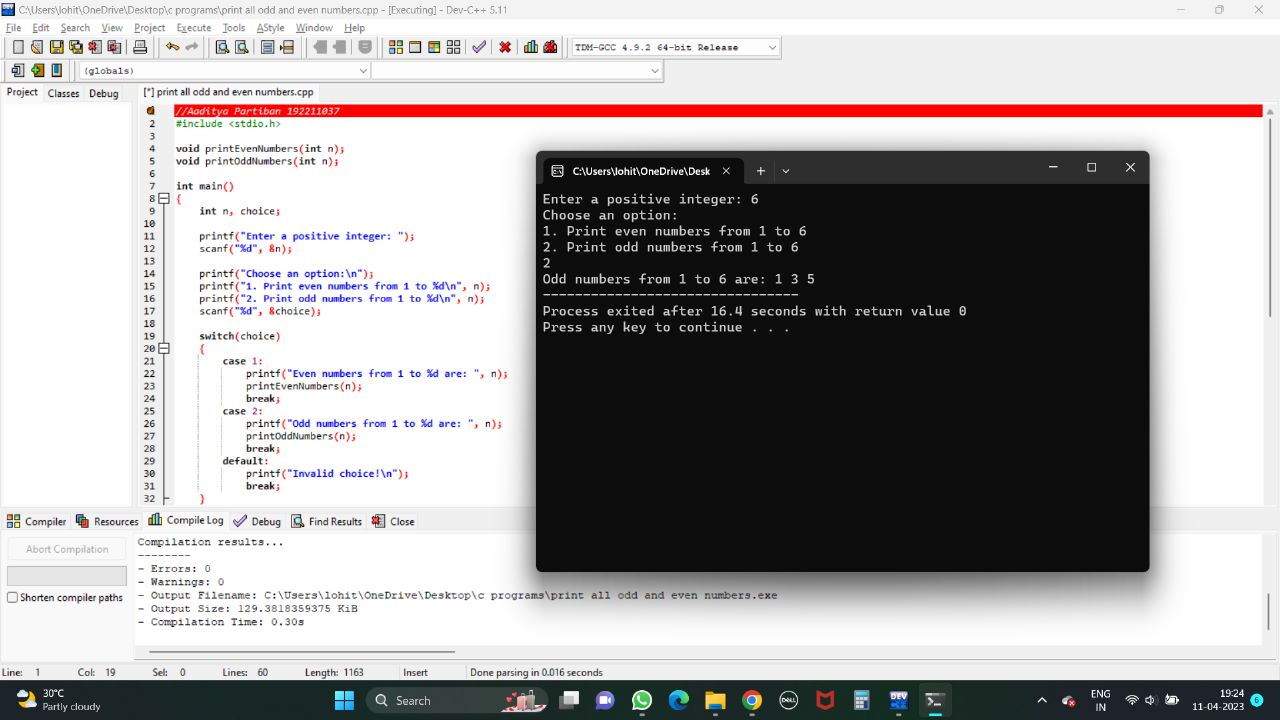 C:\Users\lohit\OneDrive\Desktop\c programs\print all odd and even numbers.cpp - [Executing] - Dev-C++ 5.11
File Edit Search View Project Execute Tools AStyle Window Help
TDM-GCC 4.9.2 64-bit Release
(globals)
Project Classes Debug
[*] print all odd and even numbers.cpp
//Aaditya Partiban 192211037
2 #include <stdio.h>
3
4 void printEvenNumbers(int n);
5 void printOddNumbers(int n);
6
7 int main()
8 {
9 int n, choice;
10
11 printf("Enter a positive integer: ");
12 scanf("%d", &n);
13
14 printf("Choose an option:\n");
15 printf("1. Print even numbers from 1 to %d\n", n);
16 printf("2. Print odd numbers from 1 to %d\n", n);
17 scanf("%d", &choice);
18
19 switch(choice)
20 {
21 case 1:
22 printf("Even numbers from 1 to %d are: ", n);
23 printEvenNumbers(n);
24 break;
25 case 2:
26 printf("Odd numbers from 1 to %d are: ", n);
27 printOddNumbers(n);
28 break;
29 default:
30 printf("Invalid choice!\n");
31 break;
32 }
C:\Users\lohit\OneDrive\Desk
Enter a positive integer: 6
Choose an option:
1. Print even numbers from 1 to 6
2. Print odd numbers from 1 to 6
2
Odd numbers from 1 to 6 are: 1 3 5
--------------------------------
Process exited after 16.4 seconds with return value 0
Press any key to continue . . .
Compiler Resources Compile Log Debug Find Results Close
Abort Compilation
Shorten compiler paths
Compilation results...
--------
- Errors: 0
- Warnings: 0
- Output Filename: C:\Users\lohit\OneDrive\Desktop\c programs\print all odd and even numbers.exe
- Output Size: 129.3818359375 KiB
- Compilation Time: 0.30s
Line: 1 Col: 19 Sel: 0 Lines: 60 Length: 1163 Insert Done parsing in 0.016 seconds
30°C
Partly cloudy
Search
DELL
DEV
ENG
IN
19:24
11-04-2023
6